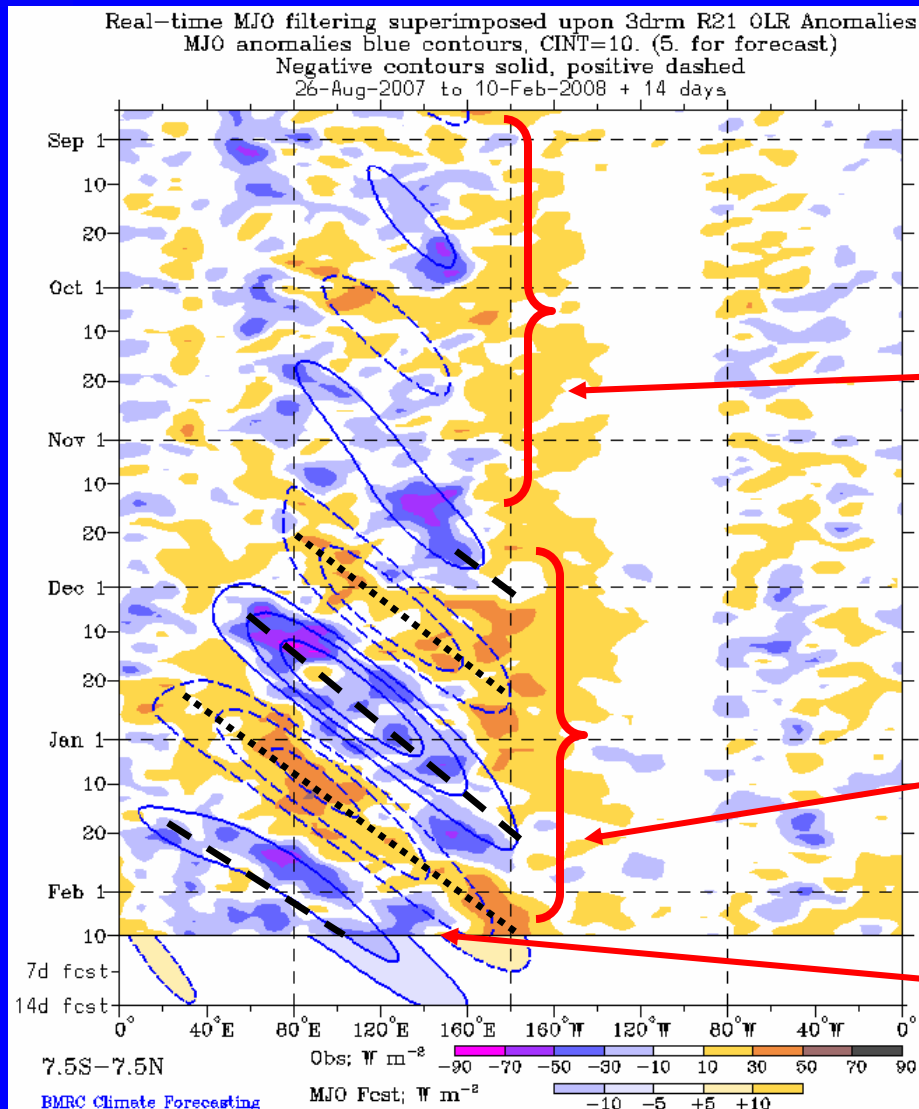 Real-time MJO filtering superimposed upon 3drm R21 OLR Anomalies
MJO anomalies blue contours, CINT=10. (5. for forecast)
Negative contours solid, positive dashed
26-Aug-2007 to 10-Feb-2008 + 14 days
Sep 1
10
20
Oct 1
10
20
Nov 1
10
20
Dec 1
10
20
Jan 1
10
20
Feb 1
10
7d fcst
14d fcst
0° 40°E 80°E 120°E 160°E 160°W 120°W 80°W 40°W 0°
7.5S-7.5N
Obs; W m-2
-90 -70 -50 -30 -10 10 30 50 70 90
BMRC Climate Forecasting
MJO Fcst; W m-2
-10 -5 +5 +10